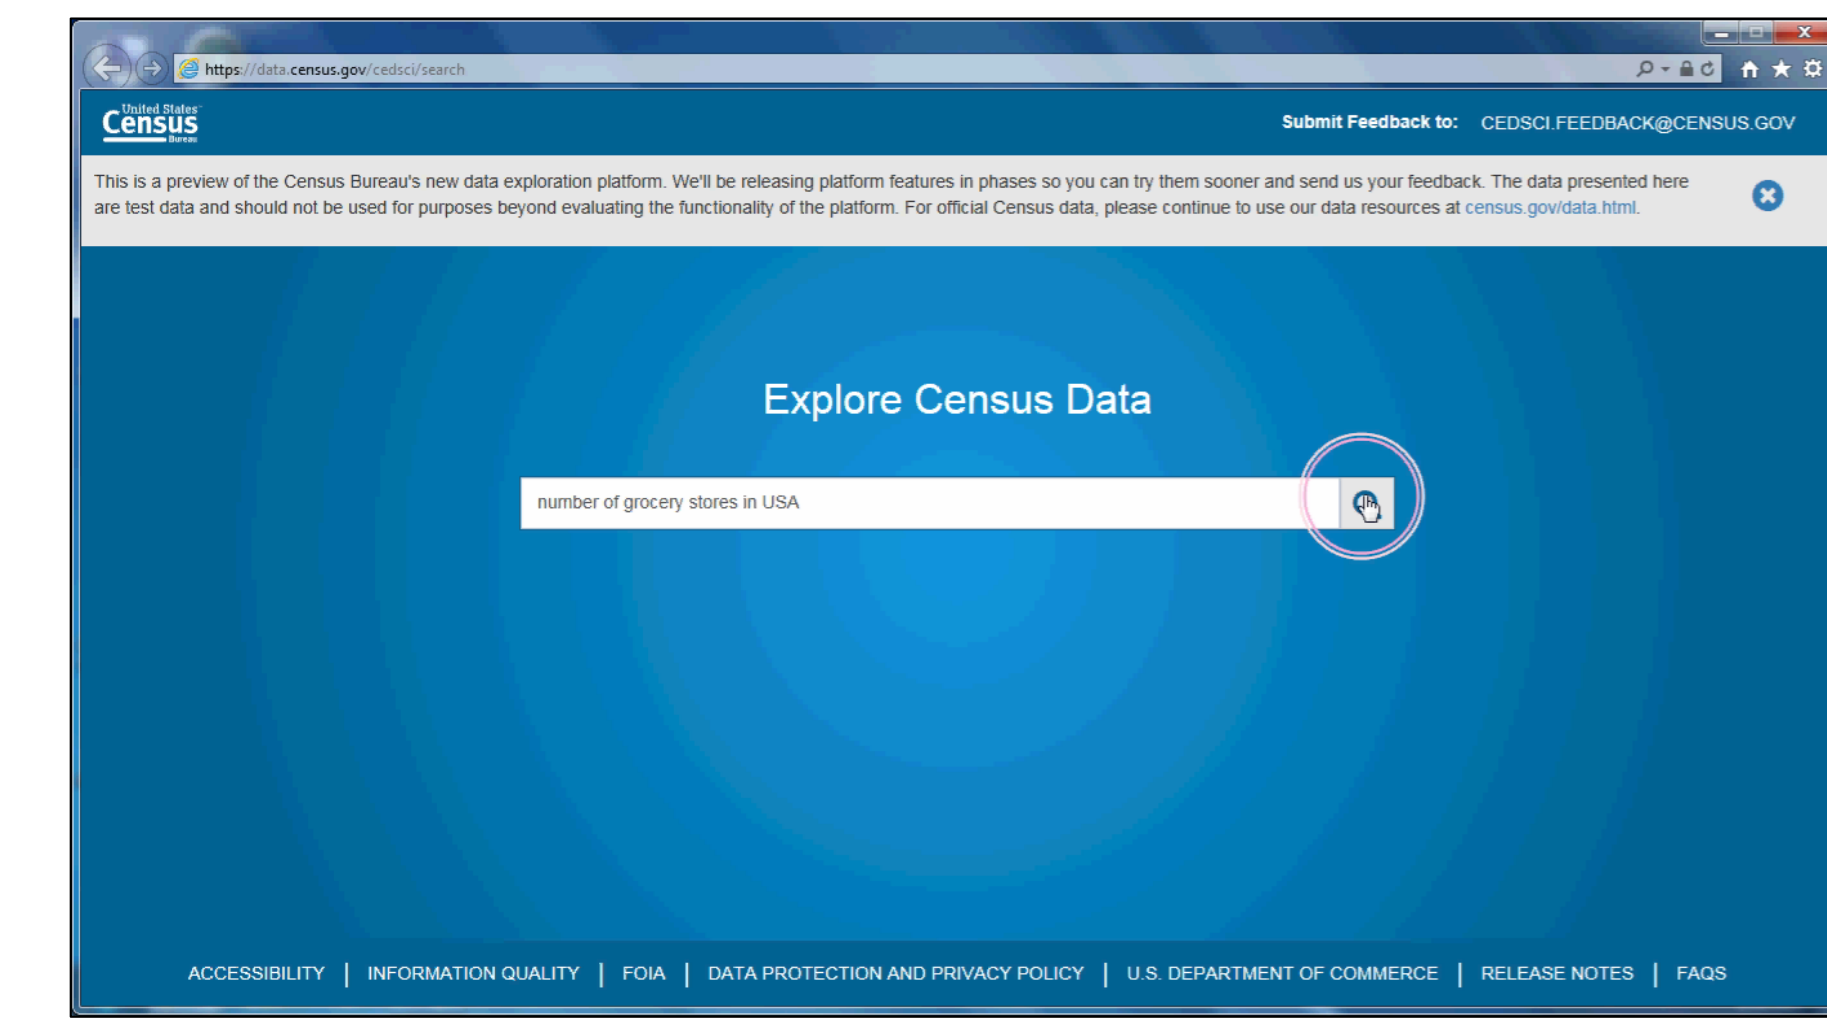 https://data.census.gov/cedsci/search
United States
Census
Bureau
Submit Feedback to: CEDSCI.FEEDBACK@CENSUS.GOV
This is a preview of the Census Bureau's new data exploration platform. We'll be releasing platform features in phases so you can try them sooner and send us your feedback. The data presented here
are test data and should not be used for purposes beyond evaluating the functionality of the platform. For official Census data, please continue to use our data resources at census.gov/data.html.
Explore Census Data
number of grocery stores in USA
ACCESSIBILITY | INFORMATION QUALITY | FOIA | DATA PROTECTION AND PRIVACY POLICY | U.S. DEPARTMENT OF COMMERCE | RELEASE NOTES | FAQS